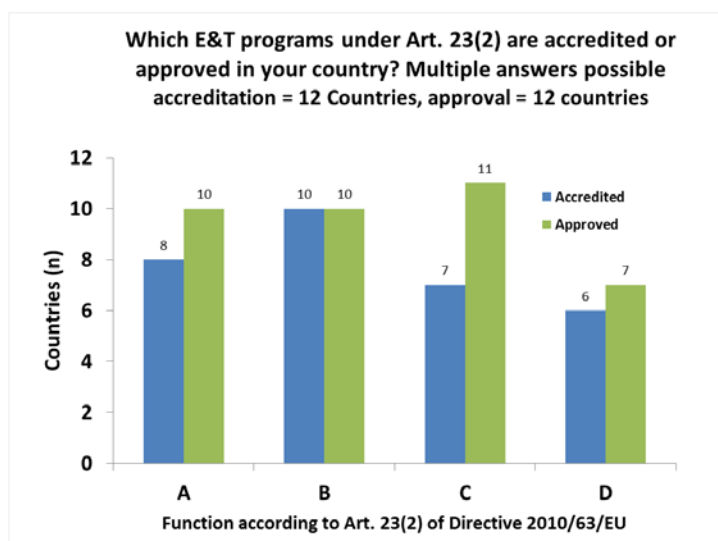 Which E&T programs under Art. 23(2) are accredited or
approved in your country? Multiple answers possible
accreditation = 12 Countries, approval = 12 countries
12
10
8
6
4
2
0
Countries (n)
8
10
10
10
7
11
6
7
Accredited
Approved
A
B
C
D
Function according to Art. 23(2) of Directive 2010/63/EU